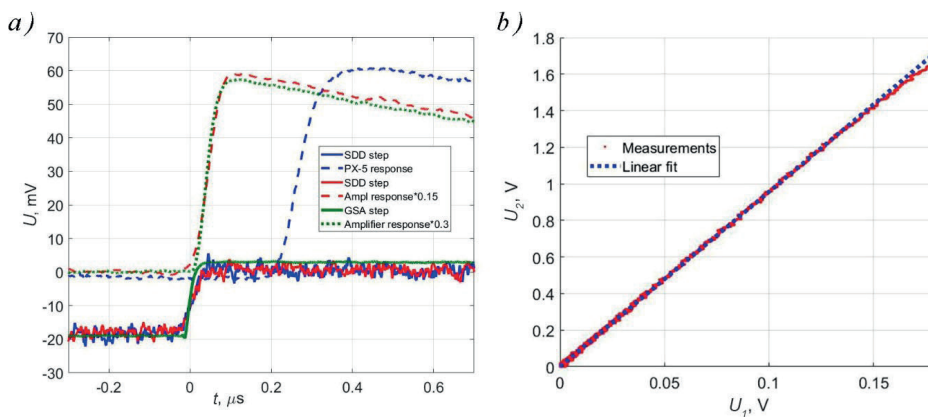 a)
70
60
50
40
30
20
10
0
-10
-20
-30
U, mV
-0.2
0
0.2
0.4
0.6
t, μs
SDD step
PX-5 response
SDD step
Ampl response*0.15
GSA step
Amplifier response*0.3
b)
1.8
1.6
1.4
1.2
1
0.8
0.6
0.4
0.2
0
U2, V
0
0.05
0.1
0.15
U1, V
Measurements
Linear fit